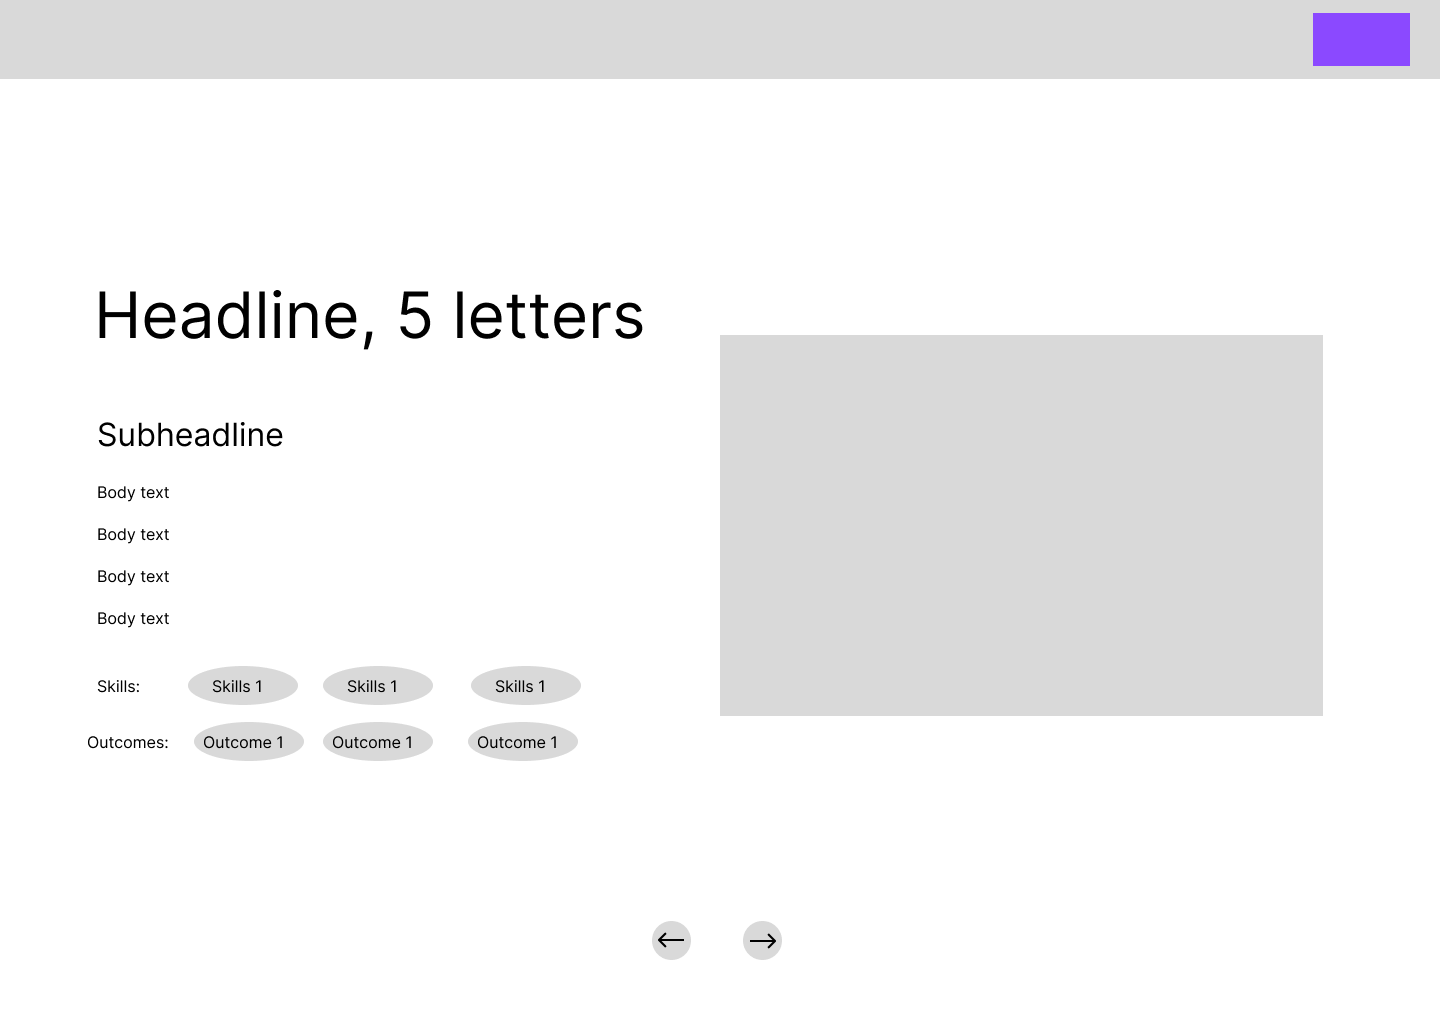 Headline, 5 letters
Subheadline
Body text
Body text
Body text
Body text
Skills: Skills 1 Skills 1 Skills 1
Outcomes: Outcome 1 Outcome 1 Outcome 1